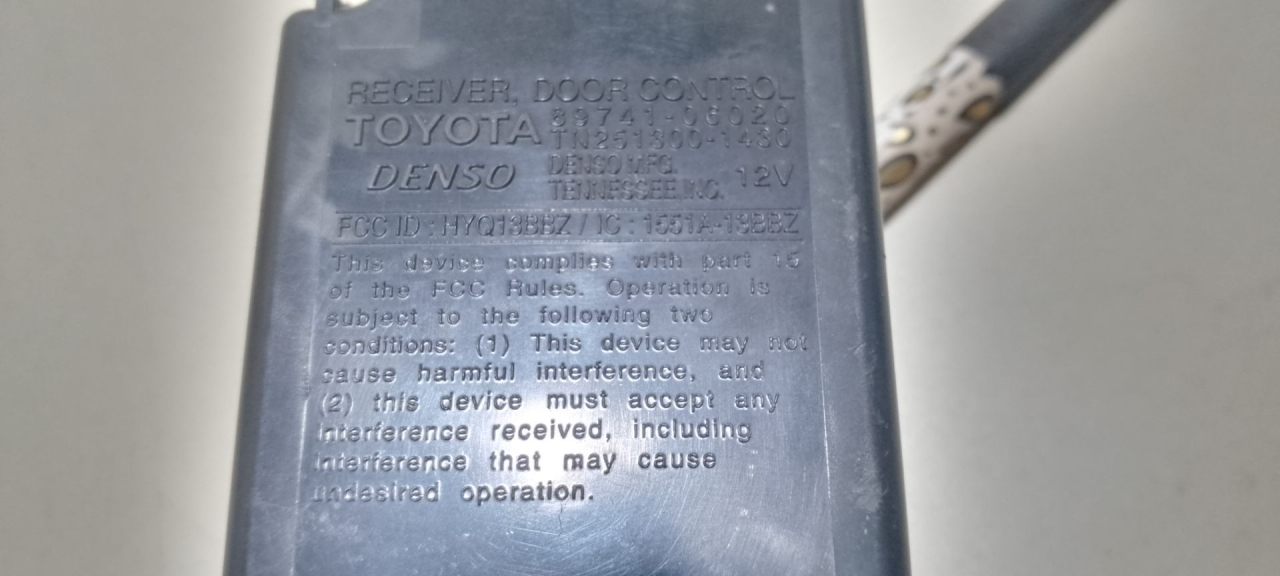 RECEIVER, DOOR CONTROL
TOYOTA 89741-06020
TN251300-1430
DENSO DENSO MFG. 12V
TENNESSEE, INC.
FCC ID : HYQ13BBZ / IC : 1551A-13BBZ
This device complies with part 15
of the FCC Rules. Operation is
subject to the following two
conditions: (1) This device may not
cause harmful interference, and
(2) this device must accept any
interference received, including
interference that may cause
undesired operation.